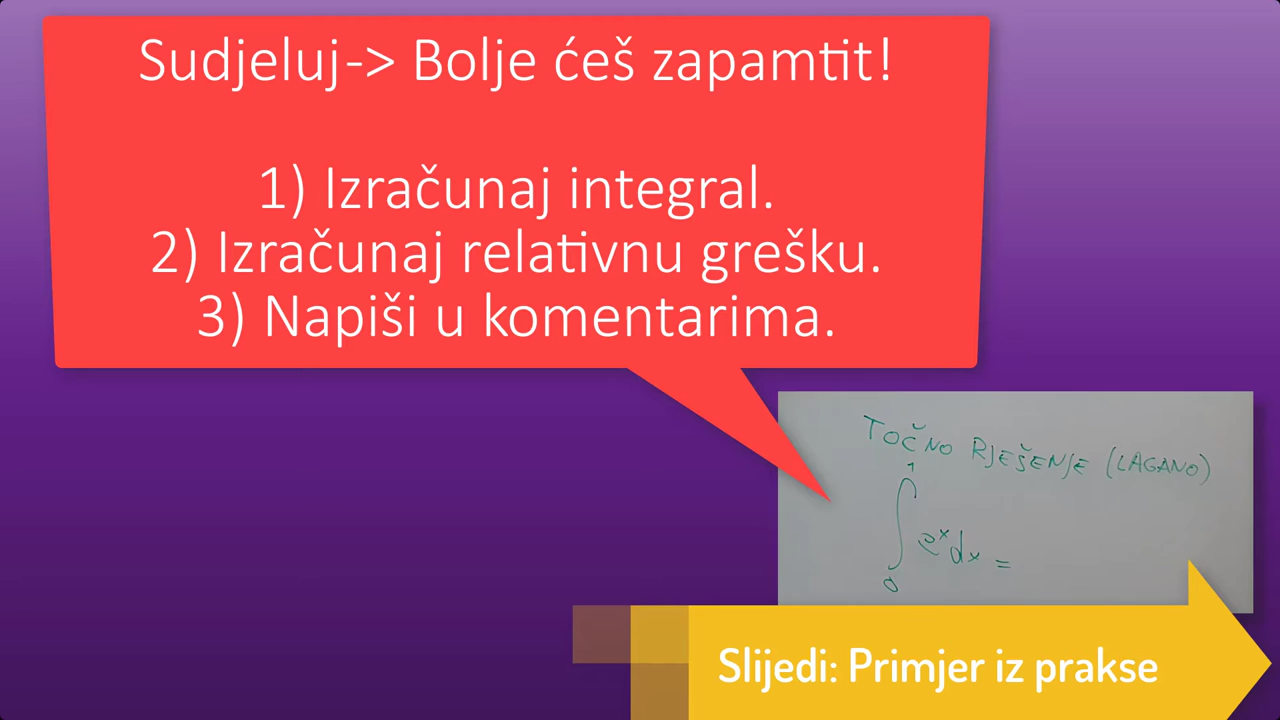 Sudjeluj-> Bolje ćeš zapamtit!
1) Izračunaj integral.
2) Izračunaj relativnu grešku.
3) Napiši u komentarima.
TOČNO RJEŠENJE (LAGANO)
1
∫ eˣdx =
0
Slijedi: Primjer iz prakse